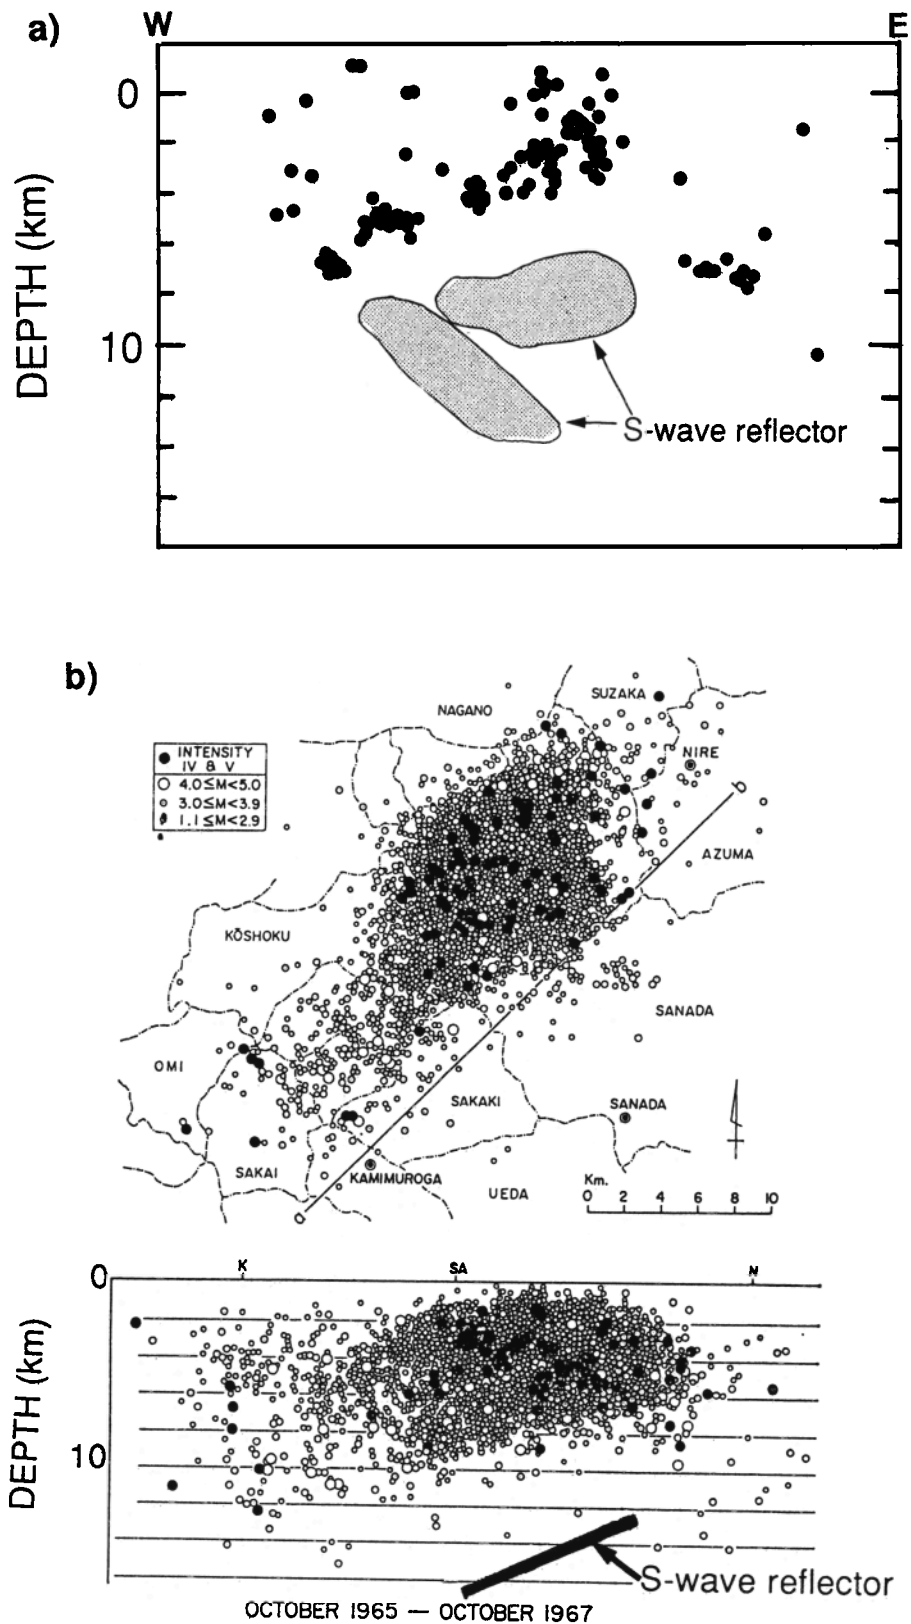 a)
W
E
0
10
DEPTH (km)
S-wave reflector
b)
NAGANO
SUZAKA
NIRE
INTENSITY
IV & V
4.0≤M<5.0
3.0≤M<3.9
1.1≤M<2.9
AZUMA
KŌSHOKU
SANADA
OMI
SAKAKI
SANADA
SAKAI
KAMIMUROGA
UEDA
Km.
0 2 4 6 8 10
K
SA
N
0
10
DEPTH (km)
S-wave reflector
OCTOBER 1965 — OCTOBER 1967